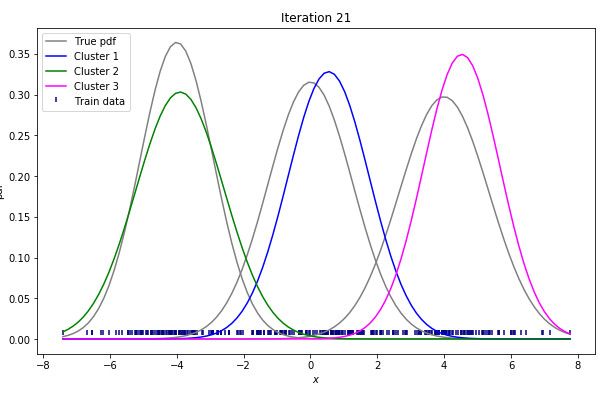 Iteration 21
0.35
0.30
0.25
0.20
0.15
0.10
0.05
0.00
True pdf
Cluster 1
Cluster 2
Cluster 3
Train data
−8
−6
−4
−2
0
2
4
6
8
x